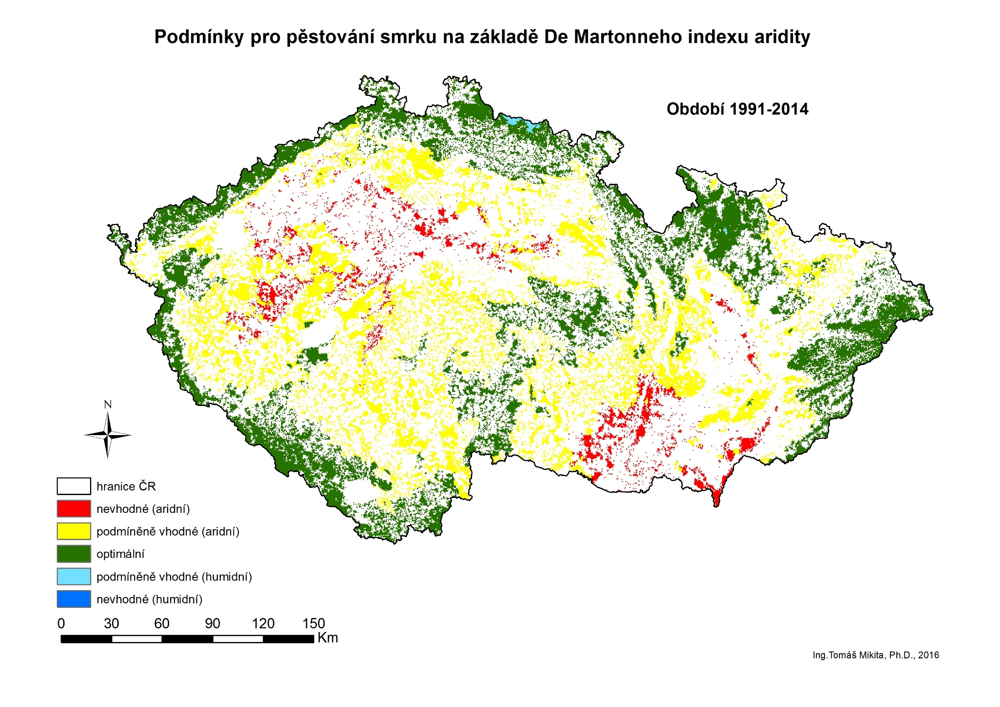 Podmínky pro pěstování smrku na základě De Martonneho indexu aridity
Období 1991-2014
N
hranice ČR
nevhodné (aridní)
podmíněně vhodné (aridní)
optimální
podmíněně vhodné (humidní)
nevhodné (humidní)
0 30 60 90 120 150
Km
Ing.Tomáš Mikita, Ph.D., 2016